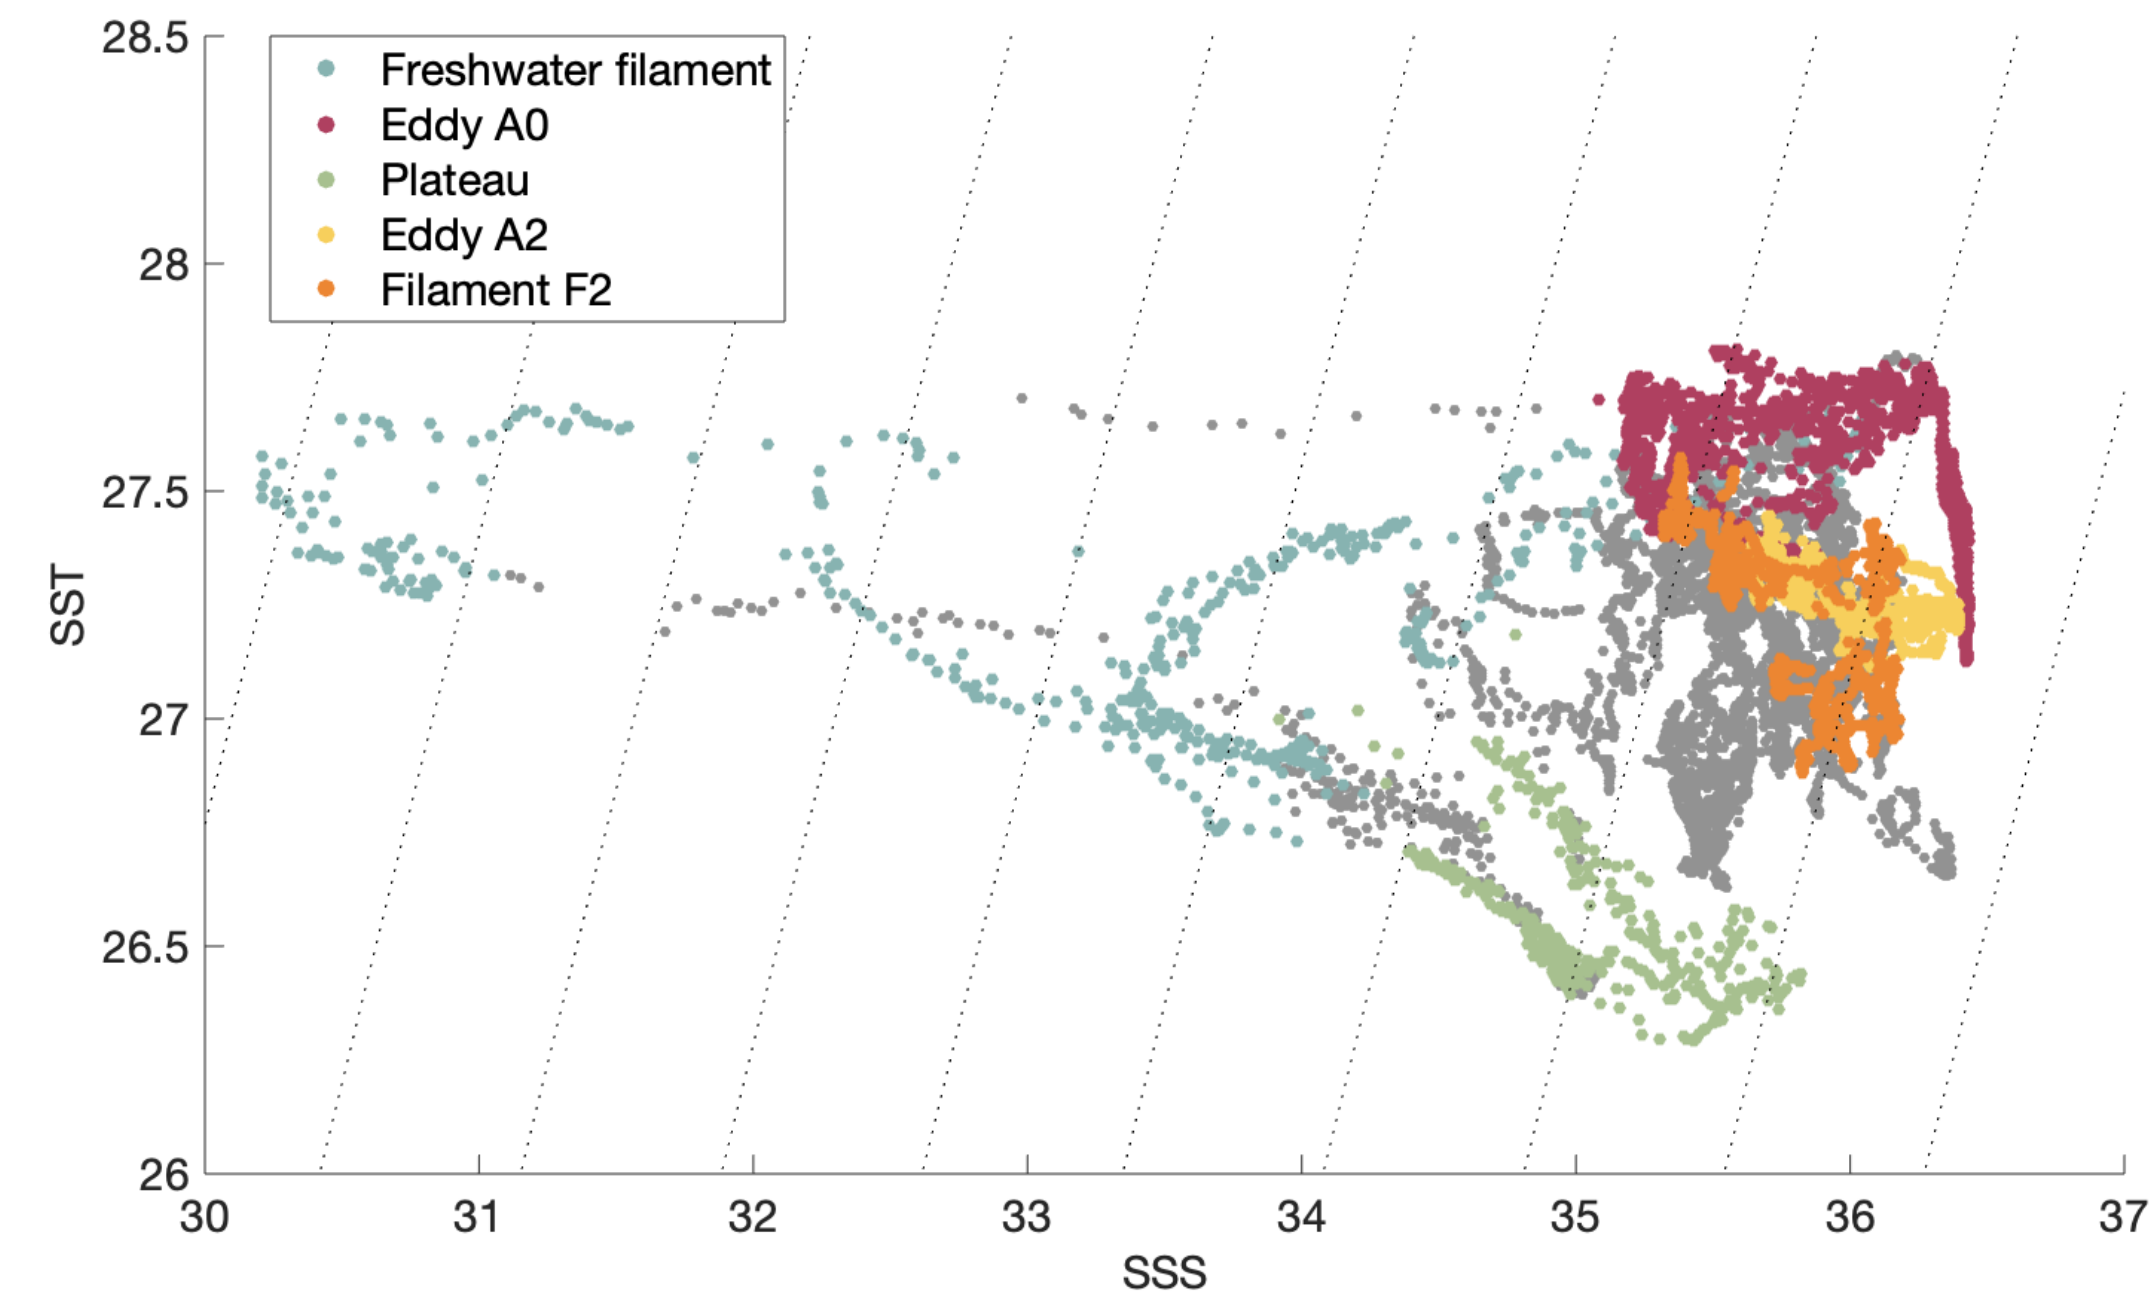 28.5
28
27.5
27
26.5
26
SST
Freshwater filament
Eddy A0
Plateau
Eddy A2
Filament F2
30 31 32 33 34 35 36 37
SSS